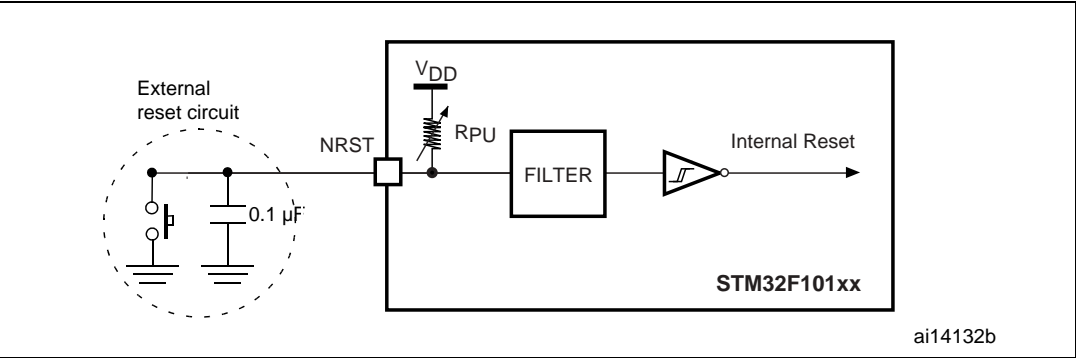 External
reset circuit
VDD
RPU
NRST
Internal Reset
FILTER
0.1 µF
STM32F101xx
ai14132b